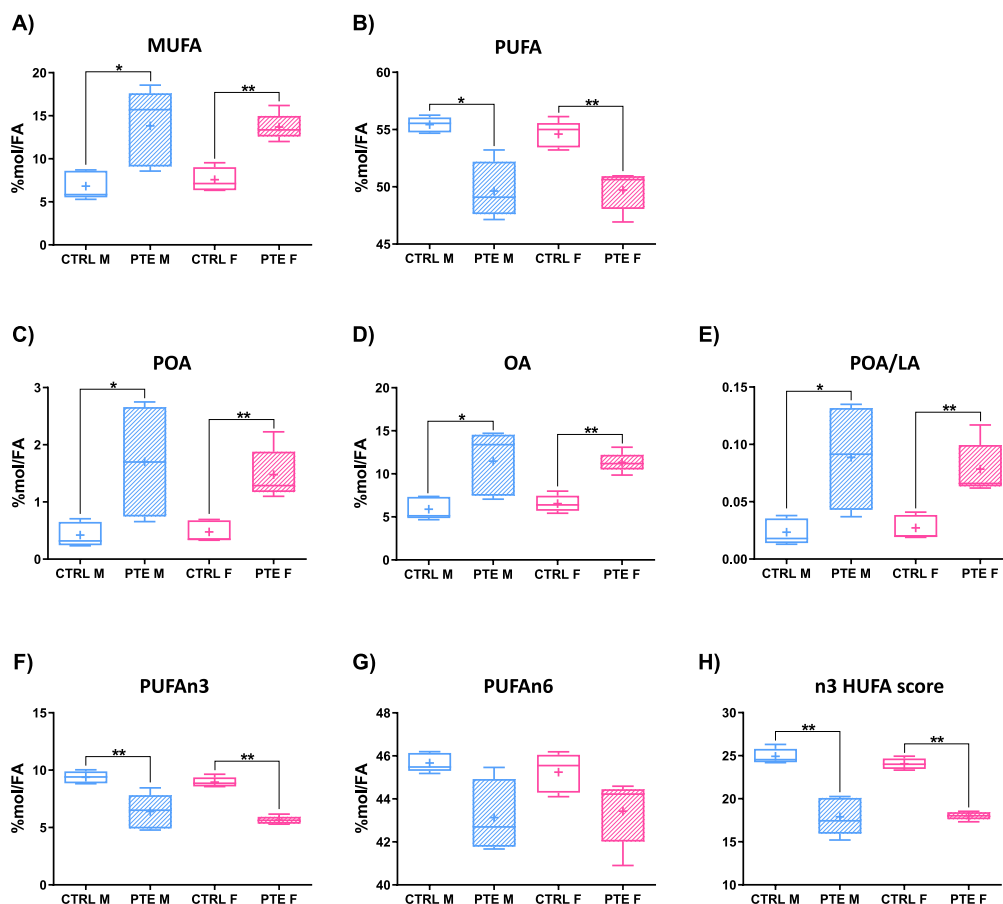 A)
MUFA
%mol/FA
20
15
10
5
0
*
**
CTRL M PTE M CTRL F PTE F
B)
PUFA
%mol/FA
60
55
50
45
*
**
CTRL M PTE M CTRL F PTE F
C)
POA
%mol/FA
3
2
1
0
*
**
CTRL M PTE M CTRL F PTE F
D)
OA
%mol/FA
20
15
10
5
0
*
**
CTRL M PTE M CTRL F PTE F
E)
POA/LA
0.15
0.10
0.05
0.00
*
**
CTRL M PTE M CTRL F PTE F
F)
PUFAn3
%mol/FA
15
10
5
0
**
**
CTRL M PTE M CTRL F PTE F
G)
PUFAn6
%mol/FA
48
46
44
42
40
CTRL M PTE M CTRL F PTE F
H)
n3 HUFA score
30
25
20
15
10
**
**
CTRL M PTE M CTRL F PTE F